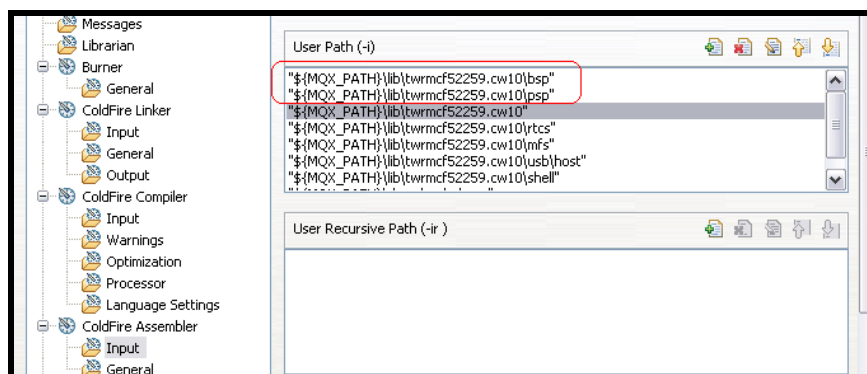 Messages
Librarian
Burner
General
ColdFire Linker
Input
General
Output
ColdFire Compiler
Input
Warnings
Optimization
Processor
Language Settings
ColdFire Assembler
Input
General
User Path (-i)
"${MQX_PATH}\lib\twrmcf52259.cw10\bsp"
"${MQX_PATH}\lib\twrmcf52259.cw10\psp"
"${MQX_PATH}\lib\twrmcf52259.cw10"
"${MQX_PATH}\lib\twrmcf52259.cw10\rtcs"
"${MQX_PATH}\lib\twrmcf52259.cw10\mfs"
"${MQX_PATH}\lib\twrmcf52259.cw10\usb\host"
"${MQX_PATH}\lib\twrmcf52259.cw10\shell"
User Recursive Path (-ir )